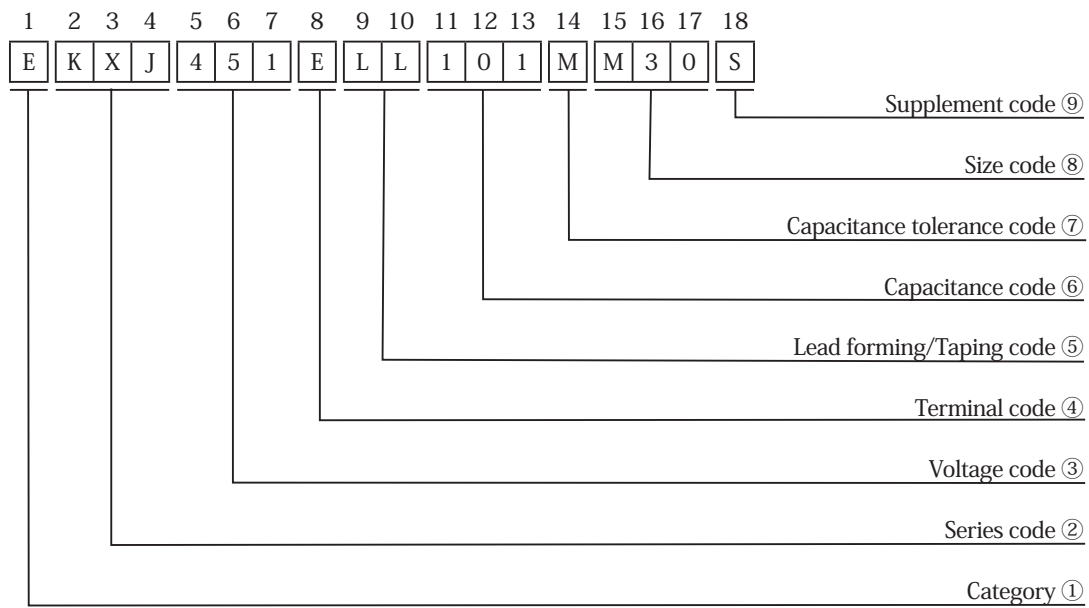 1 2 3 4 5 6 7 8 9 10 11 12 13 14 15 16 17 18
E K X J 4 5 1 E L L 1 0 1 M M 3 0 S
Supplement code ⑨
Size code ⑧
Capacitance tolerance code ⑦
Capacitance code ⑥
Lead forming/Taping code ⑤
Terminal code ④
Voltage code ③
Series code ②
Category ①